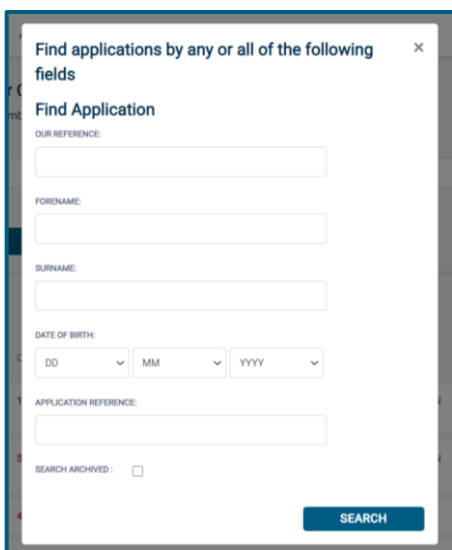 Find applications by any or all of the following ×
fields
Find Application
OUR REFERENCE:
FORENAME:
SURNAME:
DATE OF BIRTH:
DD MM YYYY
APPLICATION REFERENCE:
SEARCH ARCHIVED :
SEARCH